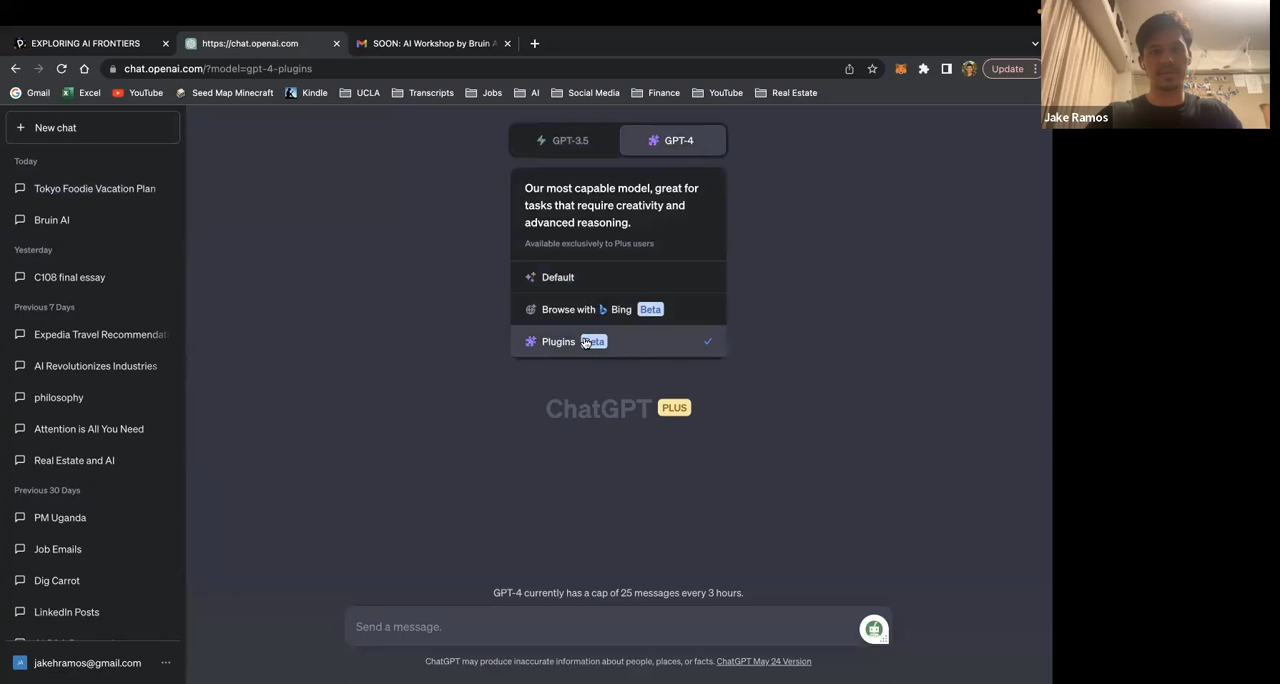 EXPLORING AI FRONTIERS
https://chat.openai.com
SOON: AI Workshop by Bruin A
chat.openai.com/?model=gpt-4-plugins
Update
Gmail
Excel
YouTube
Seed Map Minecraft
Kindle
UCLA
Transcripts
Jobs
AI
Social Media
Finance
YouTube
Real Estate
Jake Ramos
New chat
Today
Tokyo Foodie Vacation Plan
Bruin AI
Yesterday
C108 final essay
Previous 7 Days
Expedia Travel Recommendat
AI Revolutionizes Industries
philosophy
Attention is All You Need
Real Estate and AI
Previous 30 Days
PM Uganda
Job Emails
Dig Carrot
LinkedIn Posts
jakehramos@gmail.com
GPT-3.5
GPT-4
Our most capable model, great for
tasks that require creativity and
advanced reasoning.
Available exclusively to Plus users
Default
Browse with Bing Beta
Plugins Beta
ChatGPT PLUS
GPT-4 currently has a cap of 25 messages every 3 hours.
Send a message.
ChatGPT may produce inaccurate information about people, places, or facts. ChatGPT May 24 Version